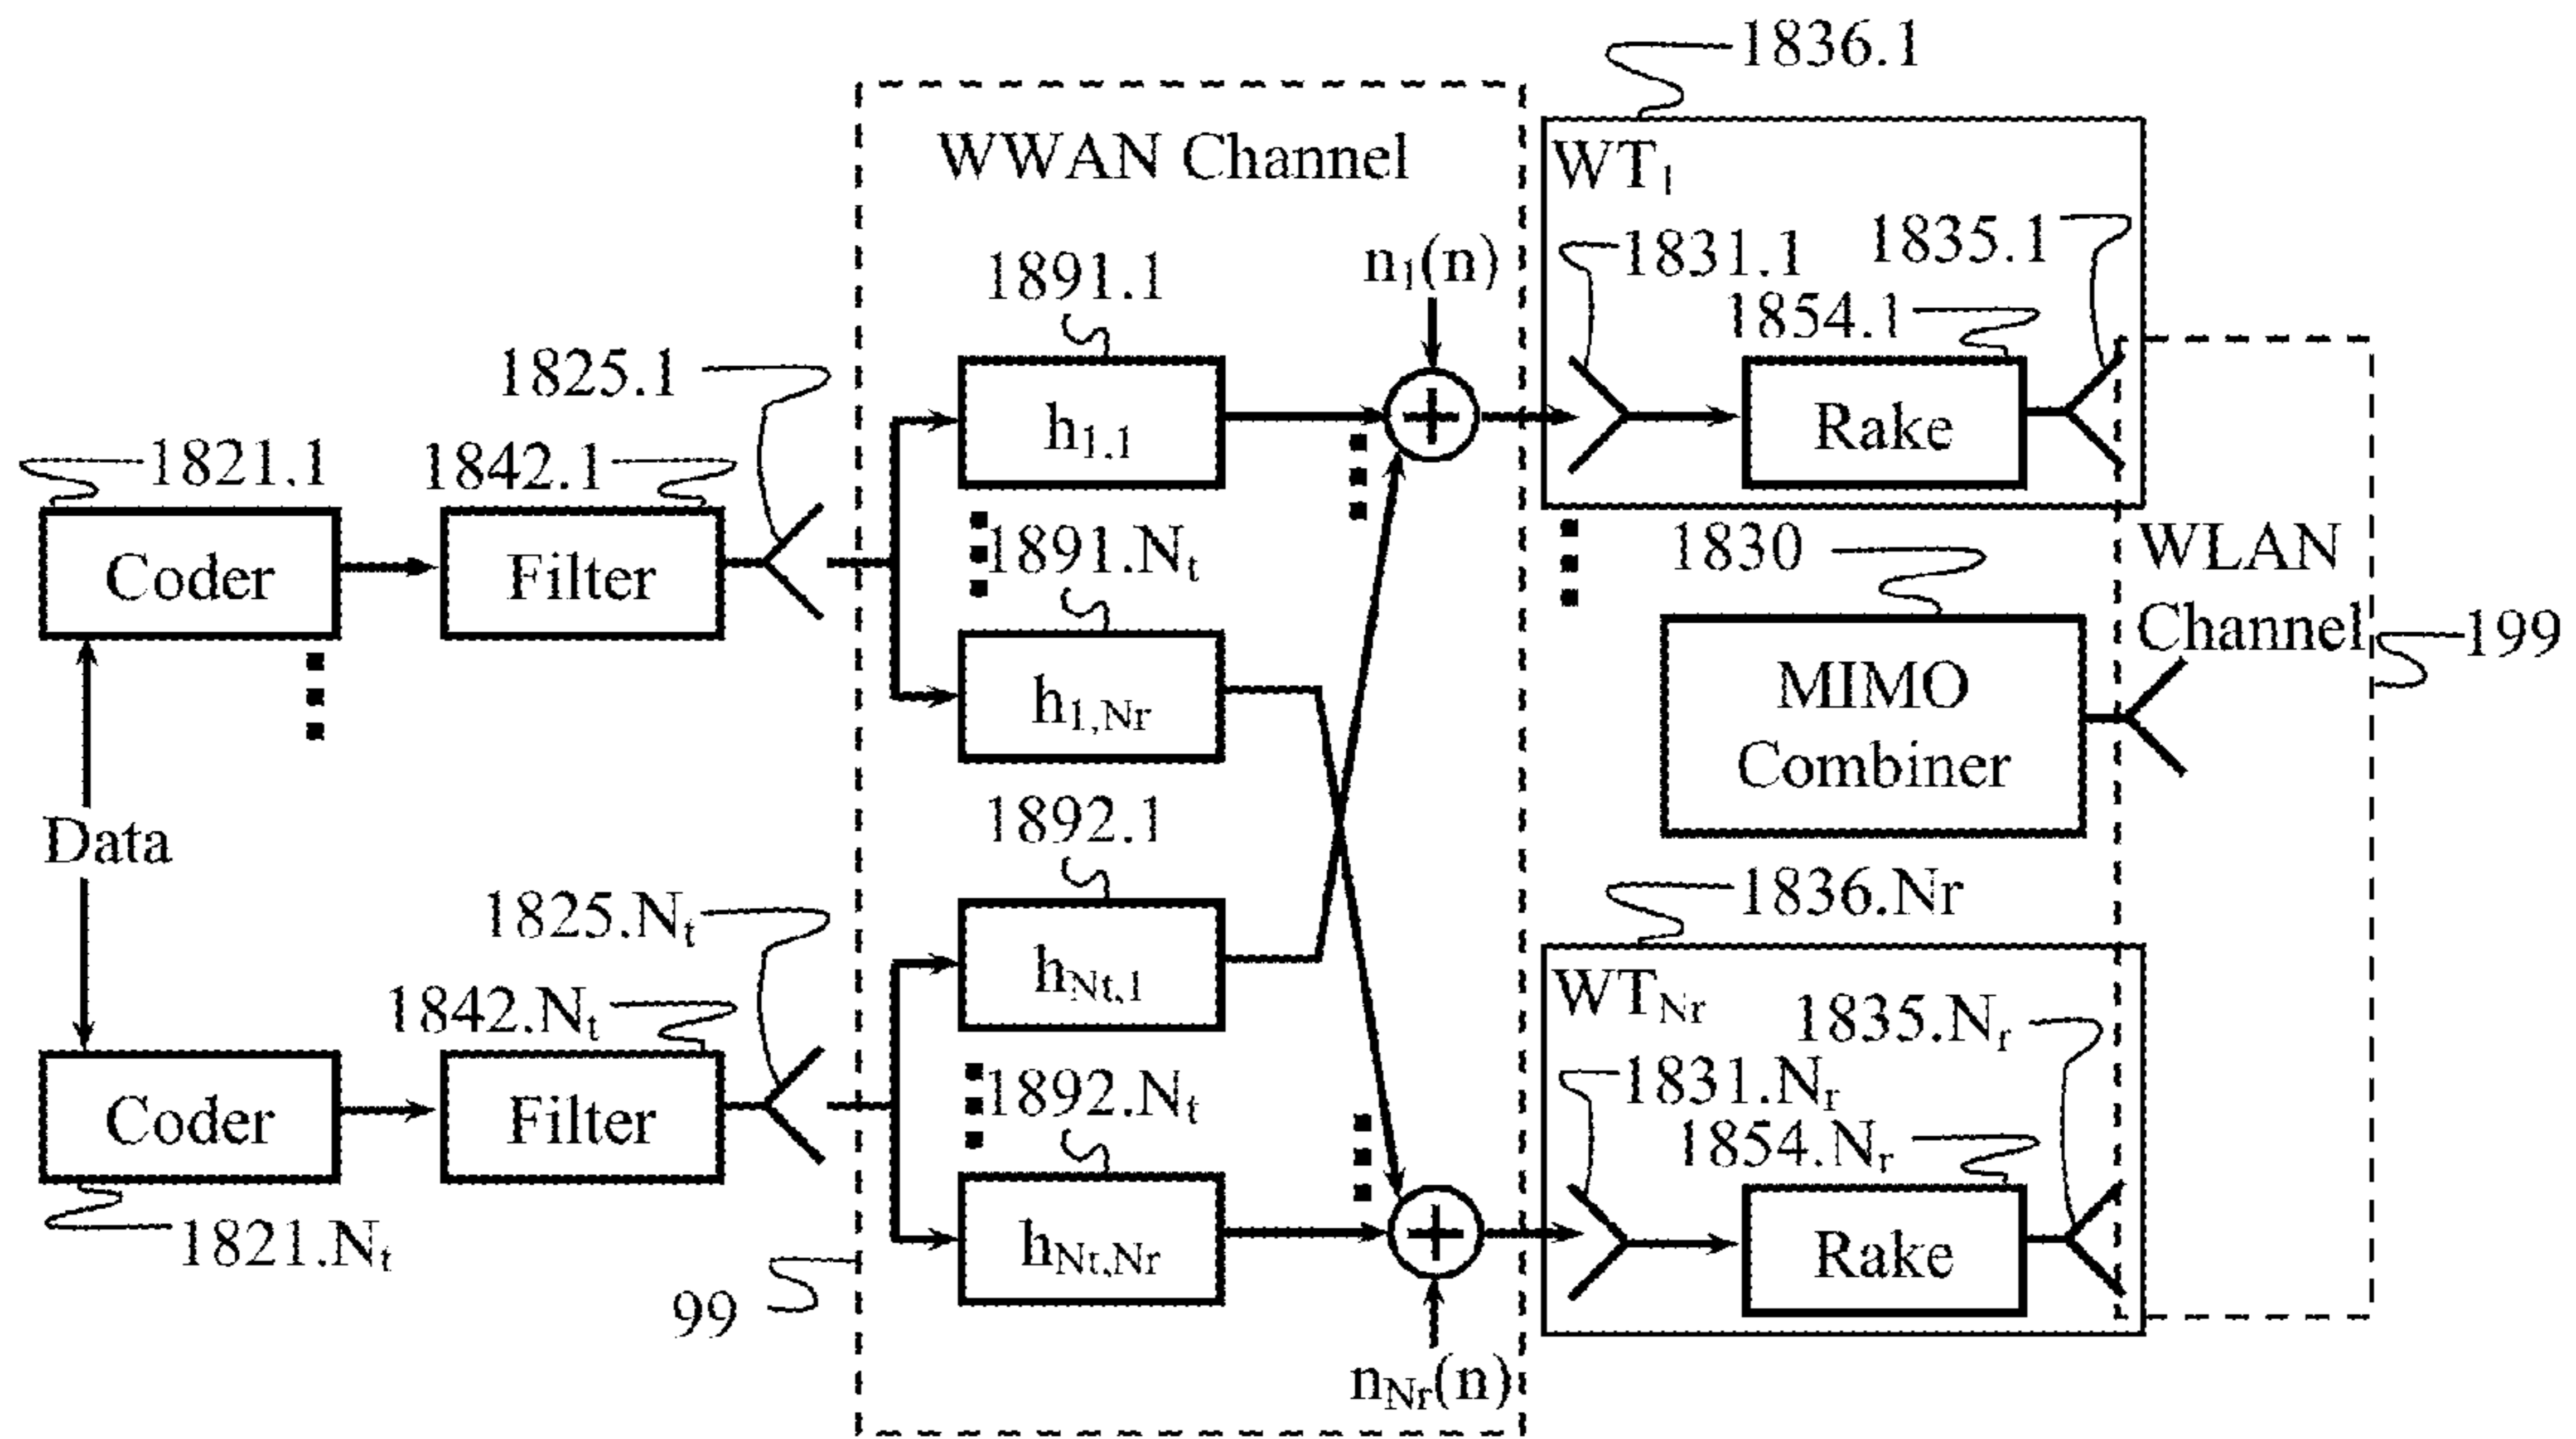 1836.1
WWAN Channel
WT1
1831.1
1835.1
1891.1
n1(n)
1854.1
1825.1
h1,1
Rake
1821.1
1842.1
1891.Nt
1830
WLAN
Channel
199
Coder
Filter
h1,Nr
MIMO
Combiner
Data
1892.1
1836.Nr
1825.Nt
hNt,1
WTNr
1835.Nr
1842.Nt
1892.Nt
1831.Nr
1854.Nr
Coder
Filter
hNt,Nr
Rake
1821.Nt
99
nNr(n)